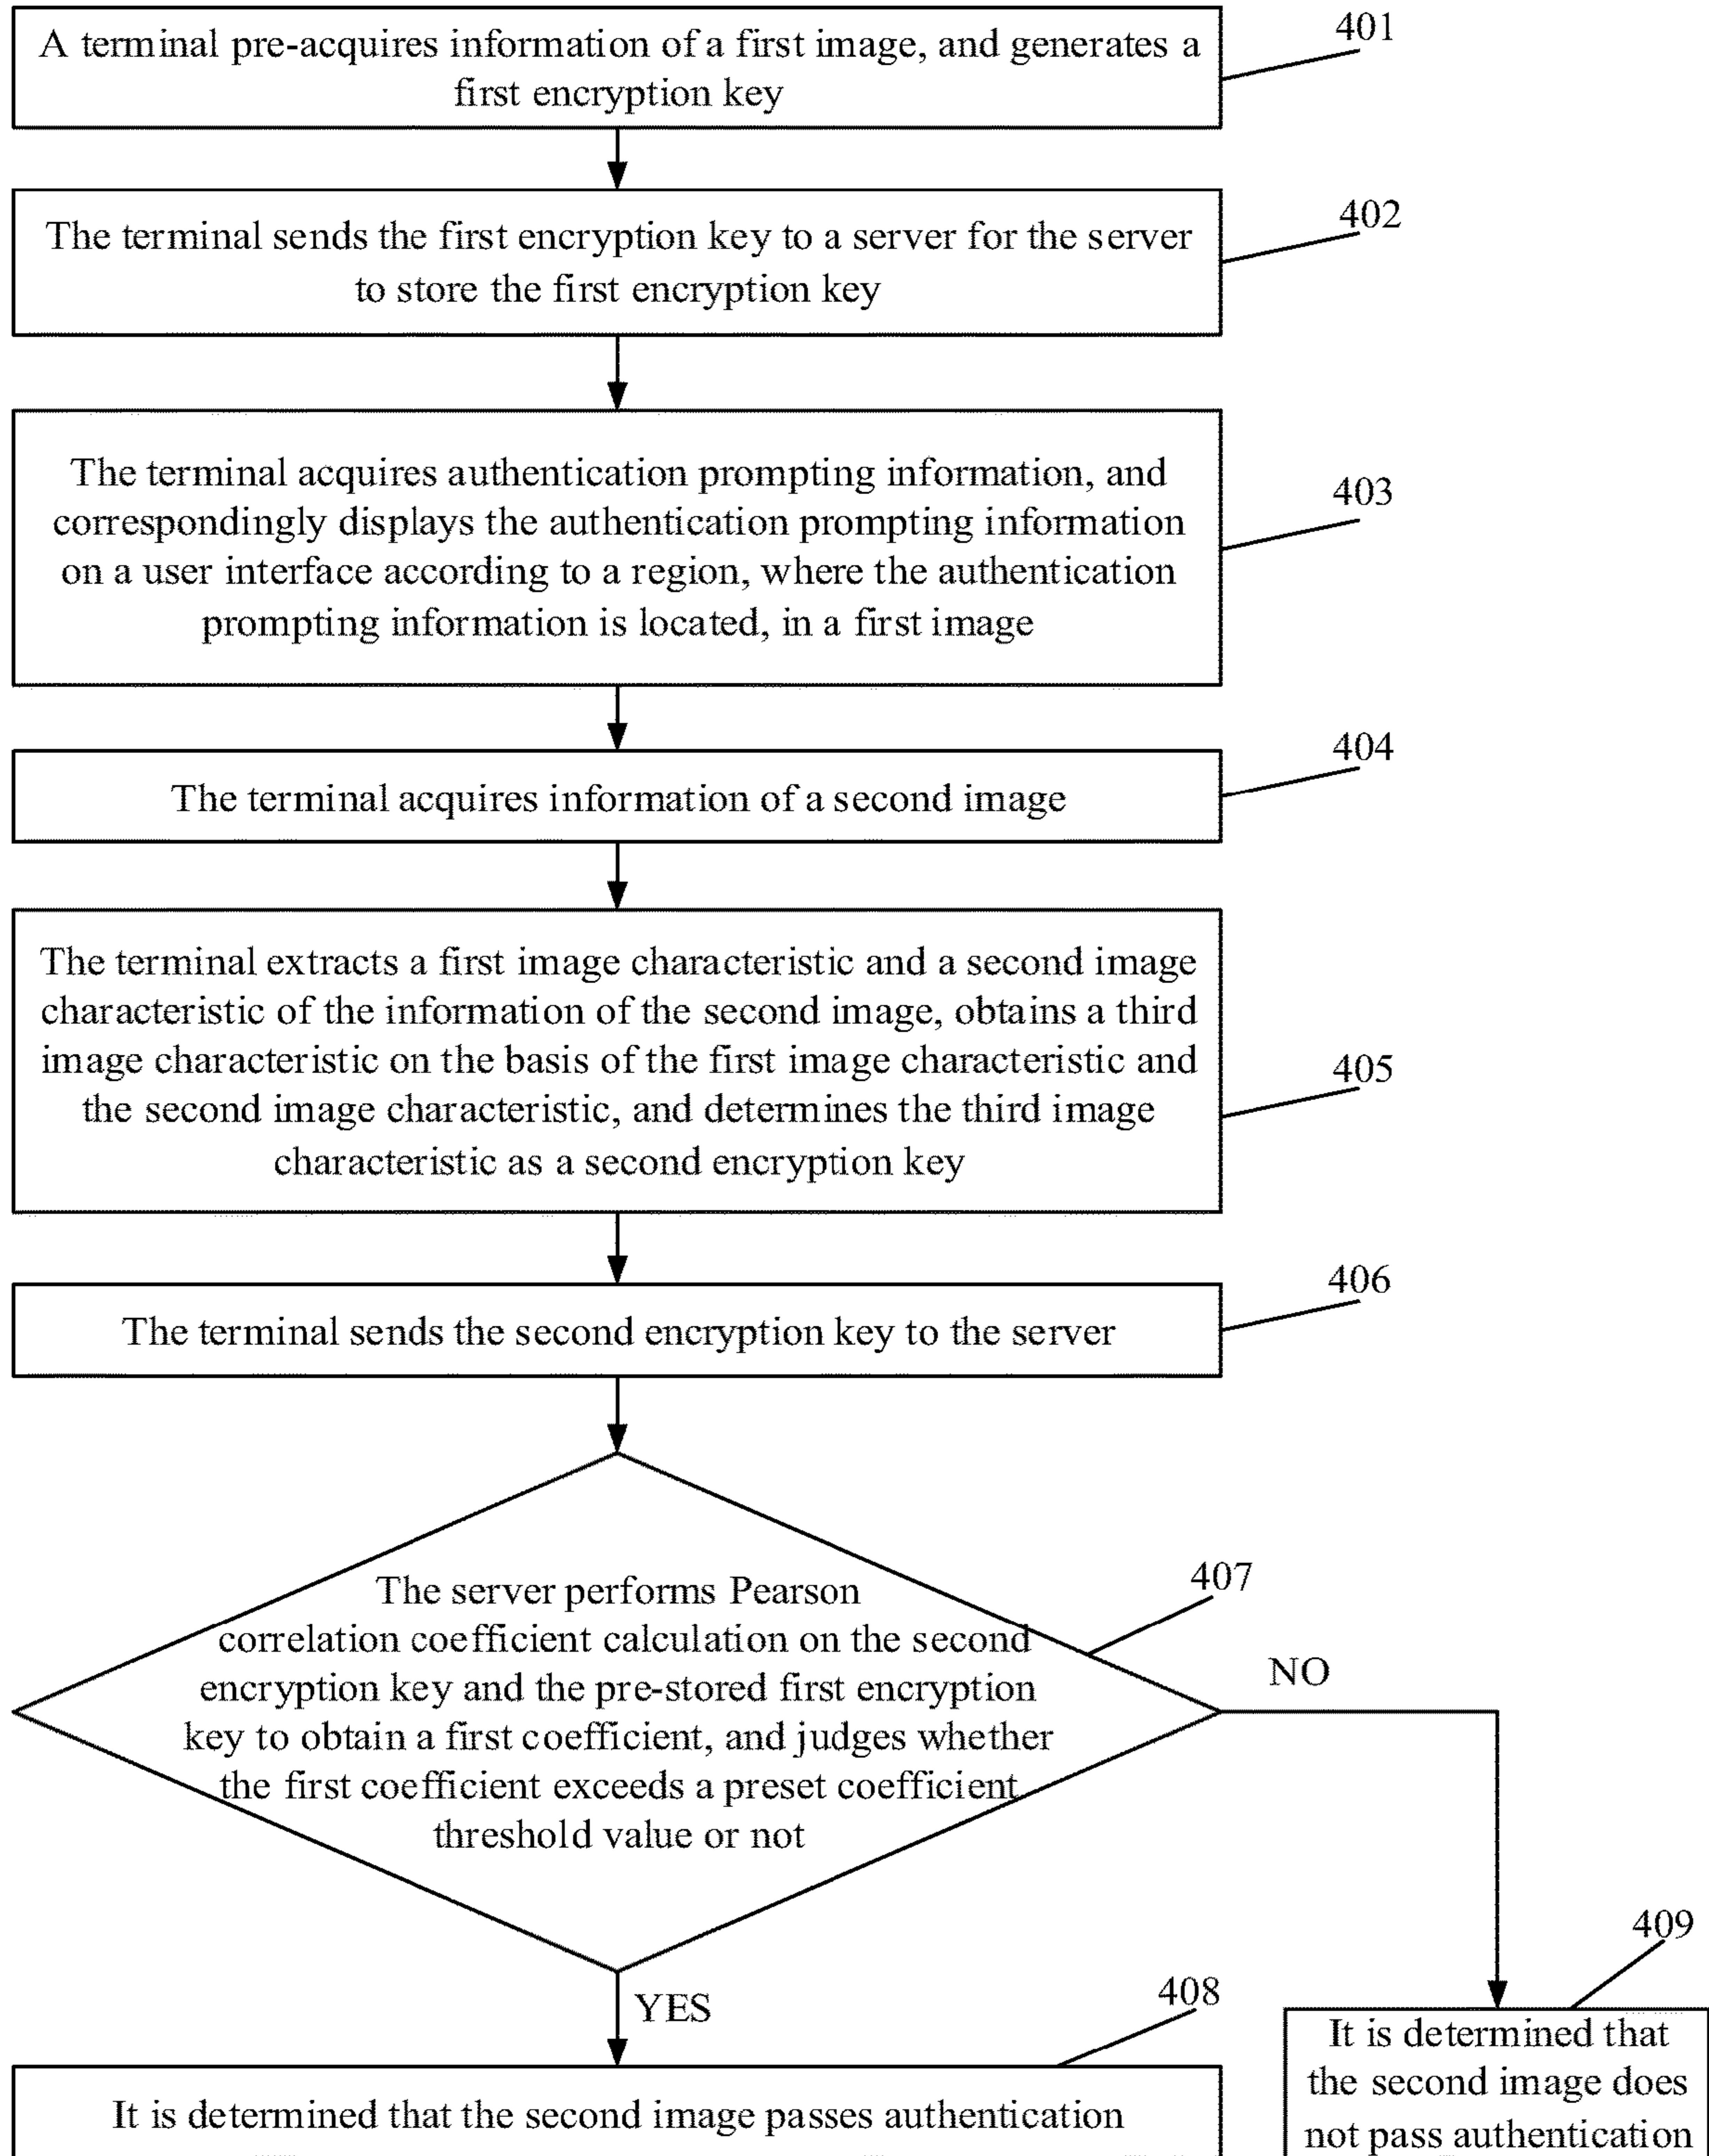 A terminal pre-acquires information of a first image, and generates a
first encryption key
401
The terminal sends the first encryption key to a server for the server
to store the first encryption key
402
The terminal acquires authentication prompting information, and
correspondingly displays the authentication prompting information
on a user interface according to a region, where the authentication
prompting information is located, in a first image
403
The terminal acquires information of a second image
404
The terminal extracts a first image characteristic and a second image
characteristic of the information of the second image, obtains a third
image characteristic on the basis of the first image characteristic and
the second image characteristic, and determines the third image
characteristic as a second encryption key
405
The terminal sends the second encryption key to the server
406
The server performs Pearson
correlation coefficient calculation on the second
encryption key and the pre-stored first encryption
key to obtain a first coefficient, and judges whether
the first coefficient exceeds a preset coefficient
threshold value or not
407
NO
YES
408
It is determined that the second image passes authentication
409
It is determined that
the second image does
not pass authentication